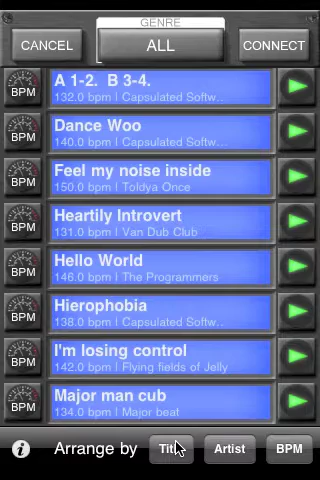 GENRE
CANCEL ALL CONNECT
BPM A 1-2. B 3-4.
132.0 bpm | Capsulated Softw..
BPM Dance Woo
140.0 bpm | Capsulated Softw..
BPM Feel my noise inside
150.0 bpm | Toldya Once
BPM Heartily Introvert
131.0 bpm | Van Dub Club
BPM Hello World
146.0 bpm | The Programmers
BPM Hierophobia
138.0 bpm | Capsulated Softw..
BPM I'm losing control
142.0 bpm | Flying fields of Jelly
BPM Major man cub
134.0 bpm | Major beat
i Arrange by Artist BPM